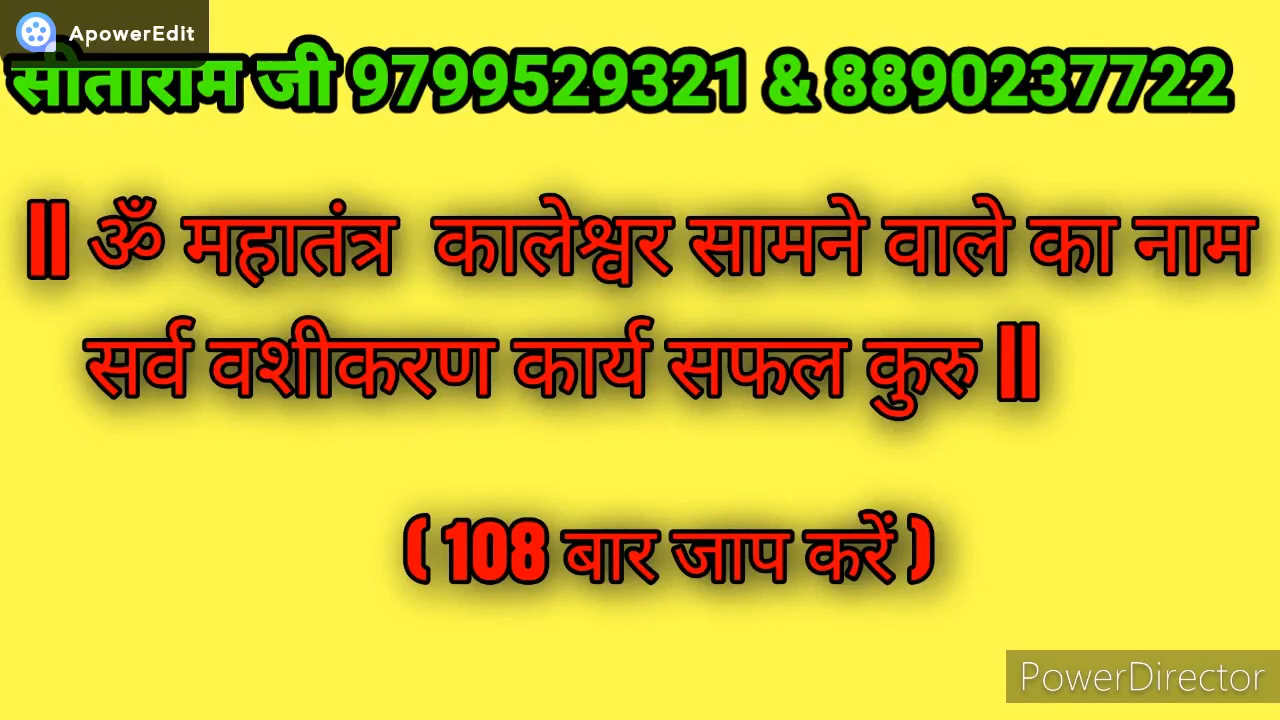 ApowerEdit
सीताराम जी 9799529321 & 8890237722
|| ॐ महातंत्र कालेश्वर सामने वाले का नाम
सर्व वशीकरण कार्य सफल कुरु ||
( 108 बार जाप करें )
PowerDirector